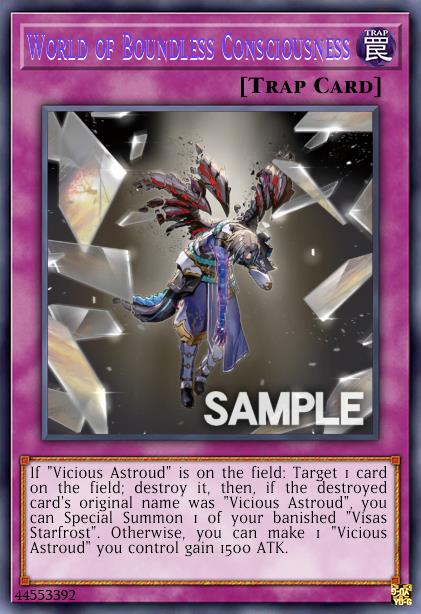 World of Boundless Consciousness
TRAP
罠
[Trap Card]
SAMPLE
If "Vicious Astroud" is on the field: Target 1 card
on the field; destroy it, then, if the destroyed
card's original name was "Vicious Astroud", you
can Special Summon 1 of your banished "Visas
Starfrost". Otherwise, you can make 1 "Vicious
Astroud" you control gain 1500 ATK.
44553392